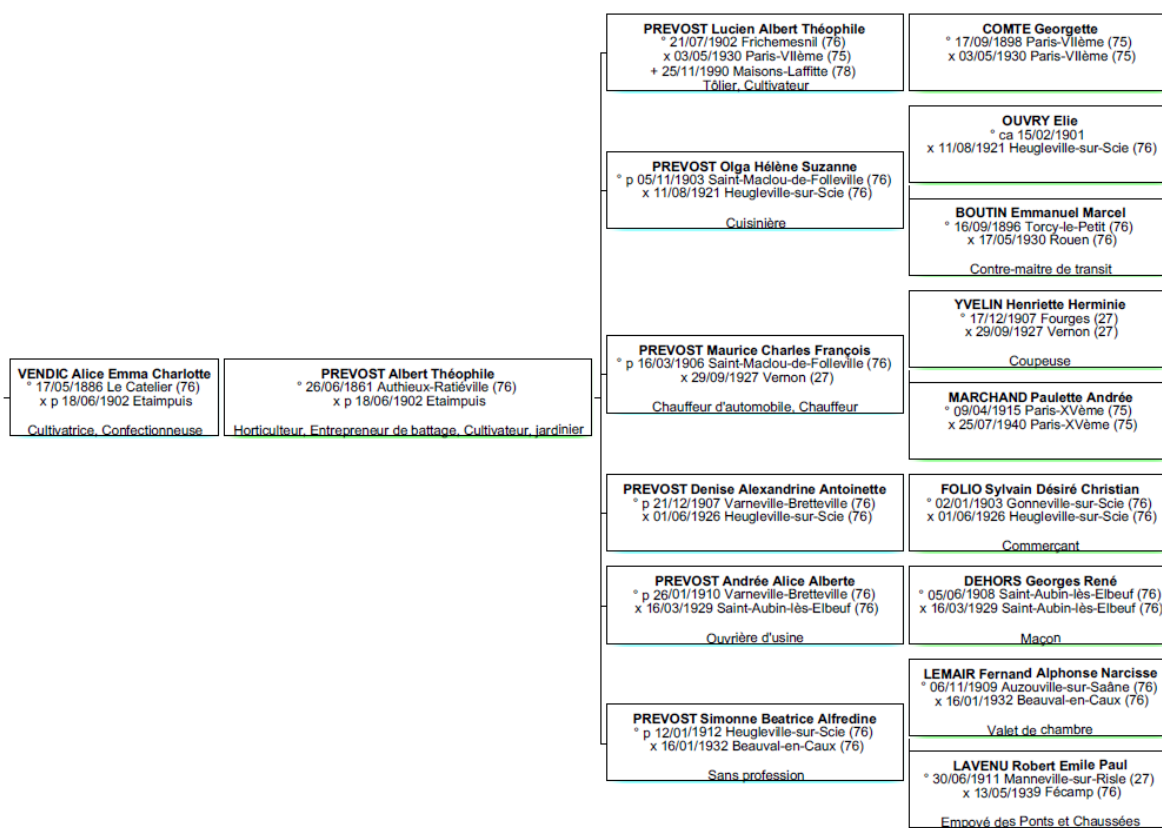 VENDIC Alice Emma Charlotte
° 17/05/1886 Le Catelier (76)
x p 18/06/1902 Etaimpuis
Cultivatrice, Confectionneuse
PREVOST Albert Théophile
° 26/06/1861 Authieux-Ratiéville (76)
x p 18/06/1902 Etaimpuis
Horticulteur, Entrepreneur de battage, Cultivateur, jardinier
PREVOST Lucien Albert Théophile
° 21/07/1902 Frichemesnil (76)
x 03/05/1930 Paris-VIIème (75)
+ 25/11/1990 Maisons-Laffitte (78)
Tôlier, Cultivateur
COMTE Georgette
° 17/09/1898 Paris-VIIème (75)
x 03/05/1930 Paris-VIIème (75)
PREVOST Olga Hélène Suzanne
° p 05/11/1903 Saint-Maclou-de-Folleville (76)
x 11/08/1921 Heugleville-sur-Scie (76)
Cuisinière
OUVRY Elie
° ca 15/02/1901
x 11/08/1921 Heugleville-sur-Scie (76)
BOUTIN Emmanuel Marcel
° 16/09/1896 Torcy-le-Petit (76)
x 17/05/1930 Rouen (76)
Contre-maitre de transit
PREVOST Maurice Charles François
° p 16/03/1906 Saint-Maclou-de-Folleville (76)
x 29/09/1927 Vernon (27)
Chauffeur d'automobile, Chauffeur
YVELIN Henriette Herminie
° 17/12/1907 Fourges (27)
x 29/09/1927 Vernon (27)
Coupeuse
MARCHAND Paulette Andrée
° 09/04/1915 Paris-XVème (75)
x 25/07/1940 Paris-XVème (75)
PREVOST Denise Alexandrine Antoinette
° p 21/12/1907 Varneville-Bretteville (76)
x 01/06/1926 Heugleville-sur-Scie (76)
FOLIO Sylvain Désiré Christian
° 02/01/1903 Gonneville-sur-Scie (76)
x 01/06/1926 Heugleville-sur-Scie (76)
Commerçant
PREVOST Andrée Alice Alberte
° p 26/01/1910 Varneville-Bretteville (76)
x 16/03/1929 Saint-Aubin-lès-Elbeuf (76)
Ouvrière d'usine
DEHORS Georges René
° 05/06/1908 Saint-Aubin-lès-Elbeuf (76)
x 16/03/1929 Saint-Aubin-lès-Elbeuf (76)
Maçon
PREVOST Simonne Beatrice Alfredine
° p 12/01/1912 Heugleville-sur-Scie (76)
x 16/01/1932 Beauval-en-Caux (76)
Sans profession
LEMAIR Fernand Alphonse Narcisse
° 06/11/1909 Auzouville-sur-Saâne (76)
x 16/01/1932 Beauval-en-Caux (76)
Valet de chambre
LAVENU Robert Emile Paul
° 30/06/1911 Manneville-sur-Risle (27)
x 13/05/1939 Fécamp (76)
Empoyé des Ponts et Chaussées